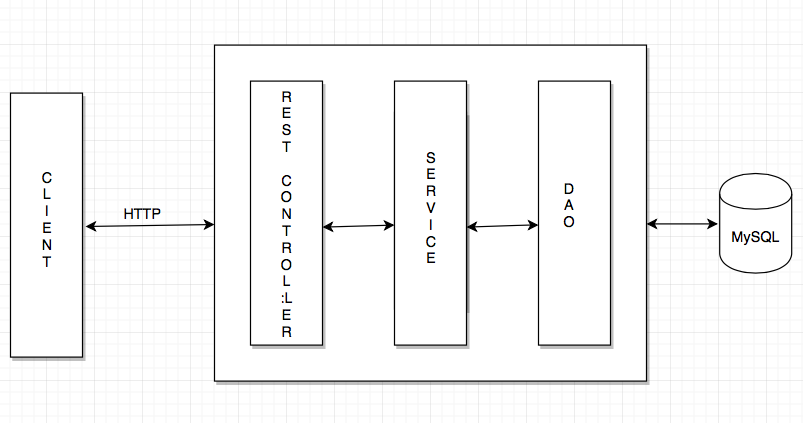 CLIENT
HTTP
REST CONTROL:LER
SERVICE
DAO
MySQL